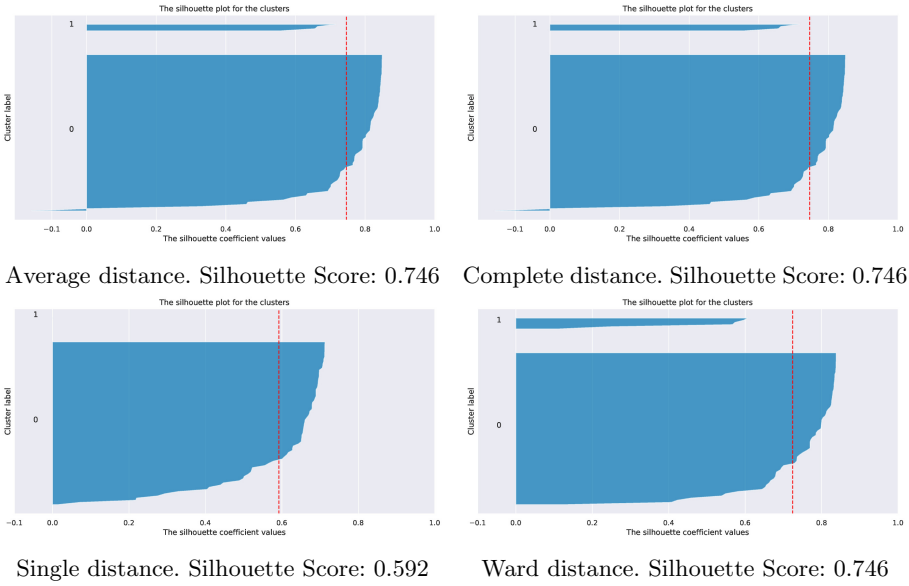 The silhouette plot for the clusters
1
0
Cluster label
−0.1 0.0 0.2 0.4 0.6 0.8 1.0
The silhouette coefficient values
Average distance. Silhouette Score: 0.746
The silhouette plot for the clusters
1
0
Cluster label
−0.1 0.0 0.2 0.4 0.6 0.8 1.0
The silhouette coefficient values
Complete distance. Silhouette Score: 0.746
The silhouette plot for the clusters
1
0
Cluster label
−0.1 0.0 0.2 0.4 0.6 0.8 1.0
The silhouette coefficient values
Single distance. Silhouette Score: 0.592
The silhouette plot for the clusters
1
0
Cluster label
−0.1 0.0 0.2 0.4 0.6 0.8 1.0
The silhouette coefficient values
Ward distance. Silhouette Score: 0.746